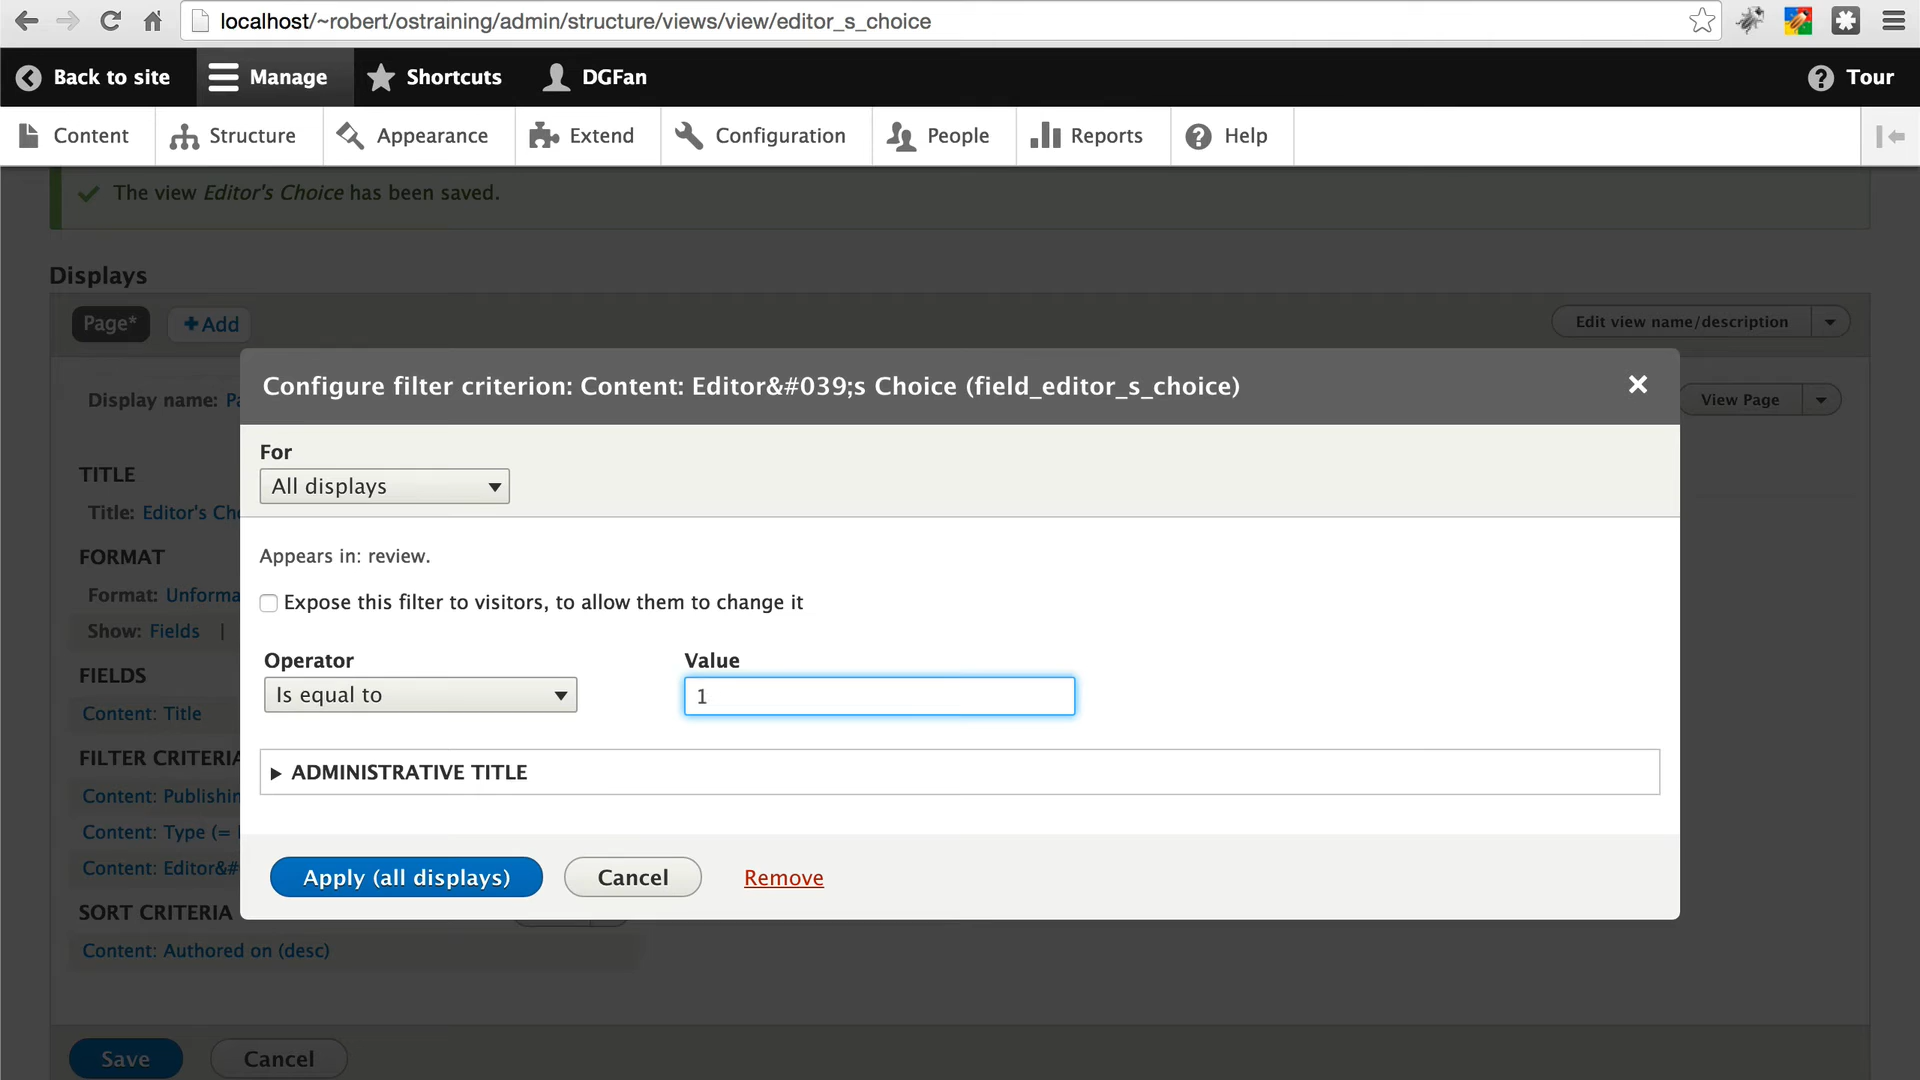 localhost/~robert/ostraining/admin/structure/views/view/editor_s_choice
Back to site Manage Shortcuts DGFan Tour
Content Structure Appearance Extend Configuration People Reports Help
The view Editor's Choice has been saved.
Displays
Page* +Add Edit view name/description
Configure filter criterion: Content: Editor&#039;s Choice (field_editor_s_choice)
Display name: View Page
For
All displays
TITLE
Title: Editor's
FORMAT
Appears in: review.
Format:
Expose this filter to visitors, to allow them to change it
Show: Fields |
Operator Value
FIELDS
Is equal to 1
Content: Title
FILTER CRITERIA
ADMINISTRATIVE TITLE
Content:
Content: Type (=
Content: Editor&#
Apply (all displays) Cancel Remove
SORT CRITERIA
Content: Authored on (desc)
Save Cancel